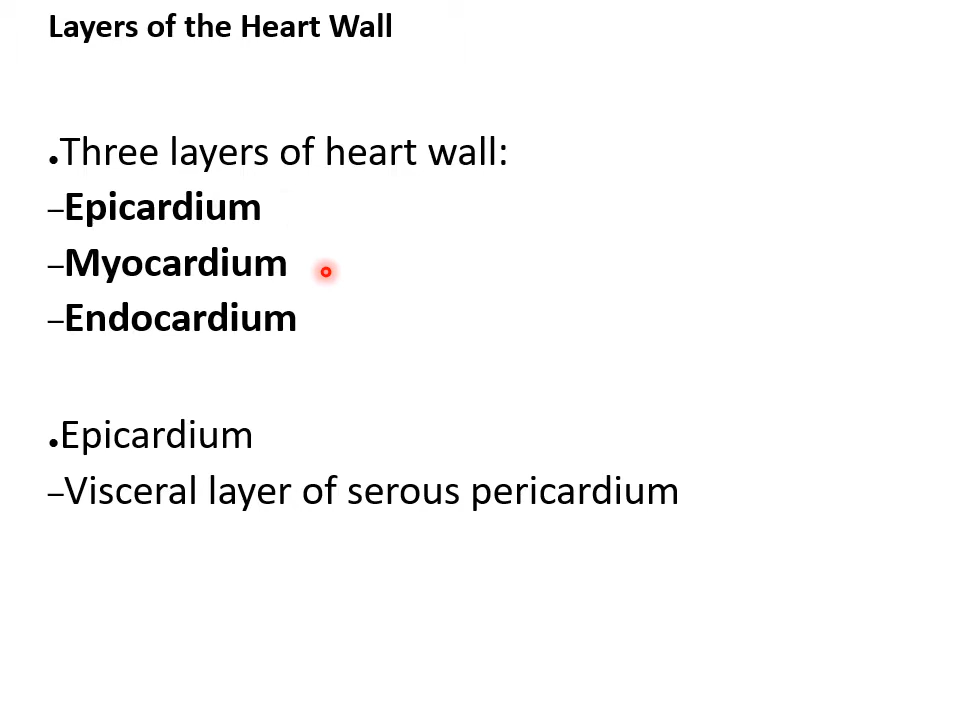 Layers of the Heart Wall
●Three layers of heart wall:
–Epicardium
–Myocardium
–Endocardium
●Epicardium
–Visceral layer of serous pericardium